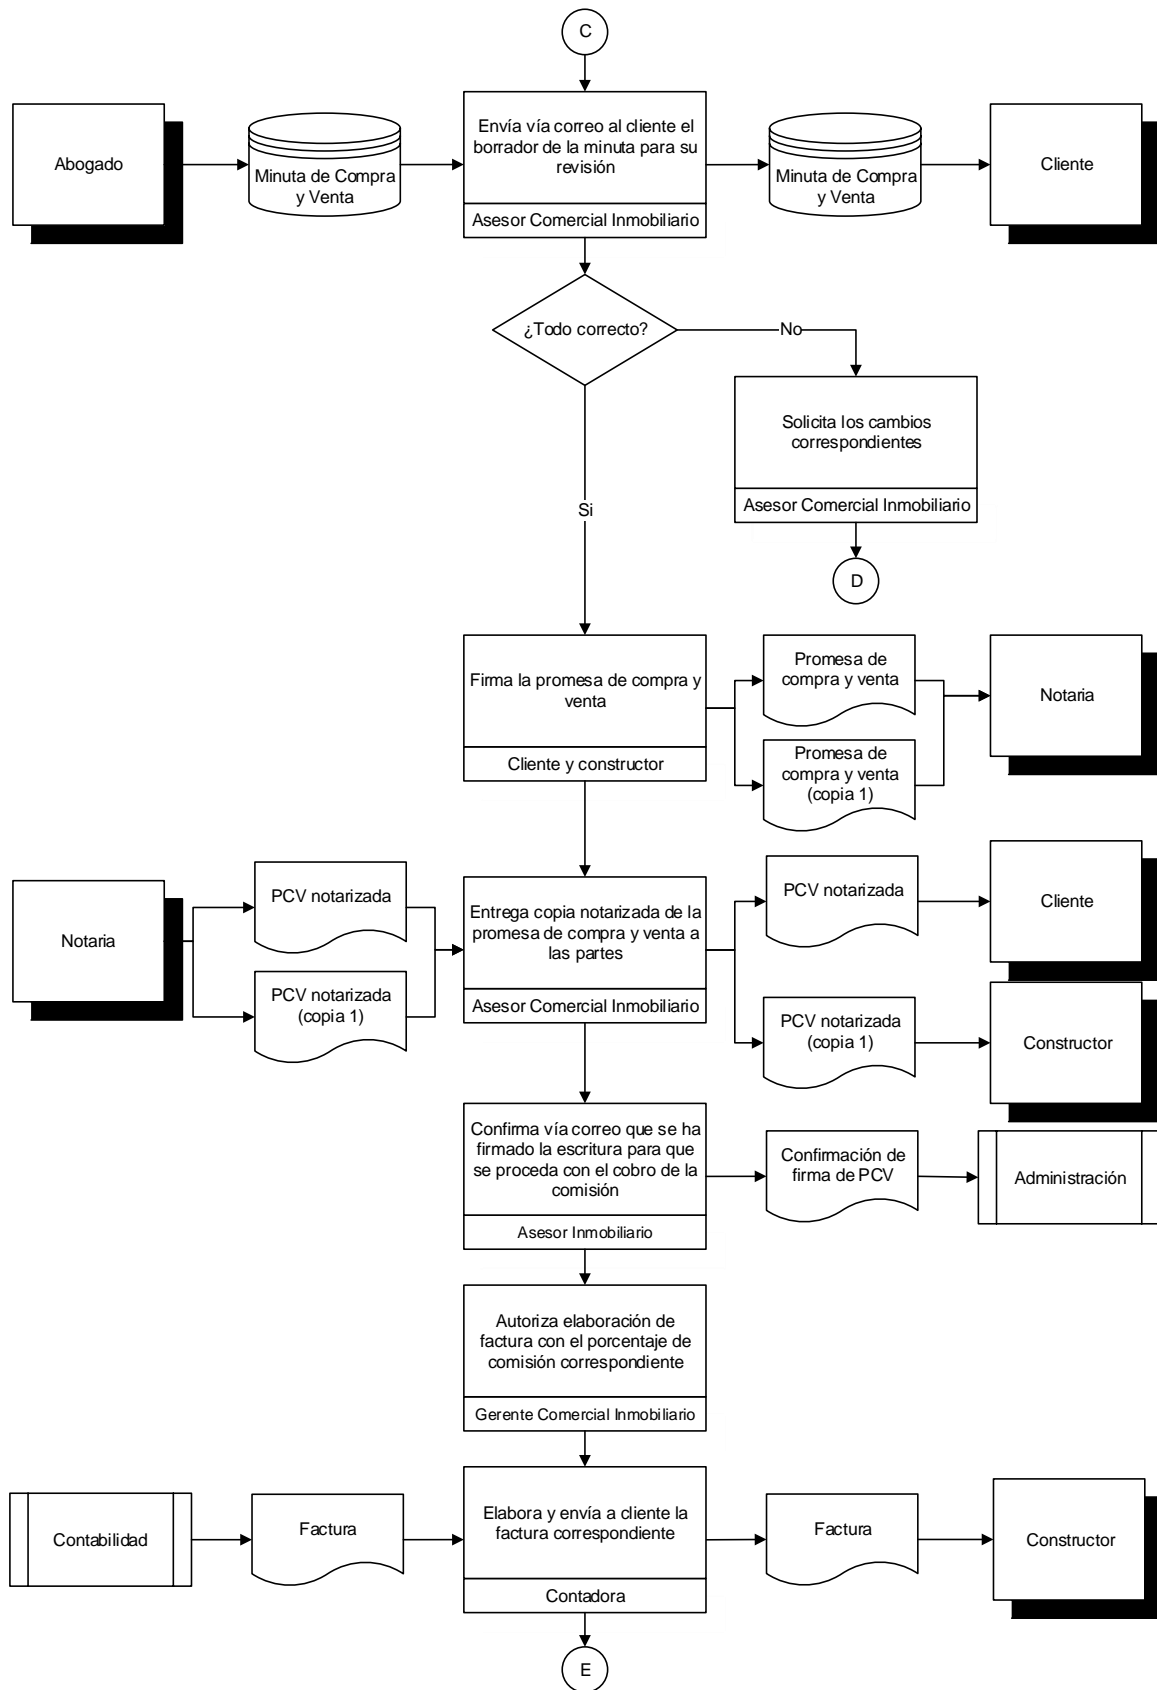 C
Abogado
Minuta de Compra
y Venta
Envía vía correo al cliente el
borrador de la minuta para su
revisión
Asesor Comercial Inmobiliario
Minuta de Compra
y Venta
Cliente
¿Todo correcto?
No
Solicita los cambios
correspondientes
Asesor Comercial Inmobiliario
D
Si
Firma la promesa de compra y
venta
Cliente y constructor
Promesa de
compra y venta
Promesa de
compra y venta
(copia 1)
Notaria
Notaria
PCV notarizada
PCV notarizada
(copia 1)
Entrega copia notarizada de la
promesa de compra y venta a
las partes
Asesor Comercial Inmobiliario
PCV notarizada
Cliente
PCV notarizada
(copia 1)
Constructor
Confirma vía correo que se ha
firmado la escritura para que
se proceda con el cobro de la
comisión
Asesor Inmobiliario
Confirmación de
firma de PCV
Administración
Autoriza elaboración de
factura con el porcentaje de
comisión correspondiente
Gerente Comercial Inmobiliario
Contabilidad
Factura
Elabora y envía a cliente la
factura correspondiente
Contadora
Factura
Constructor
E